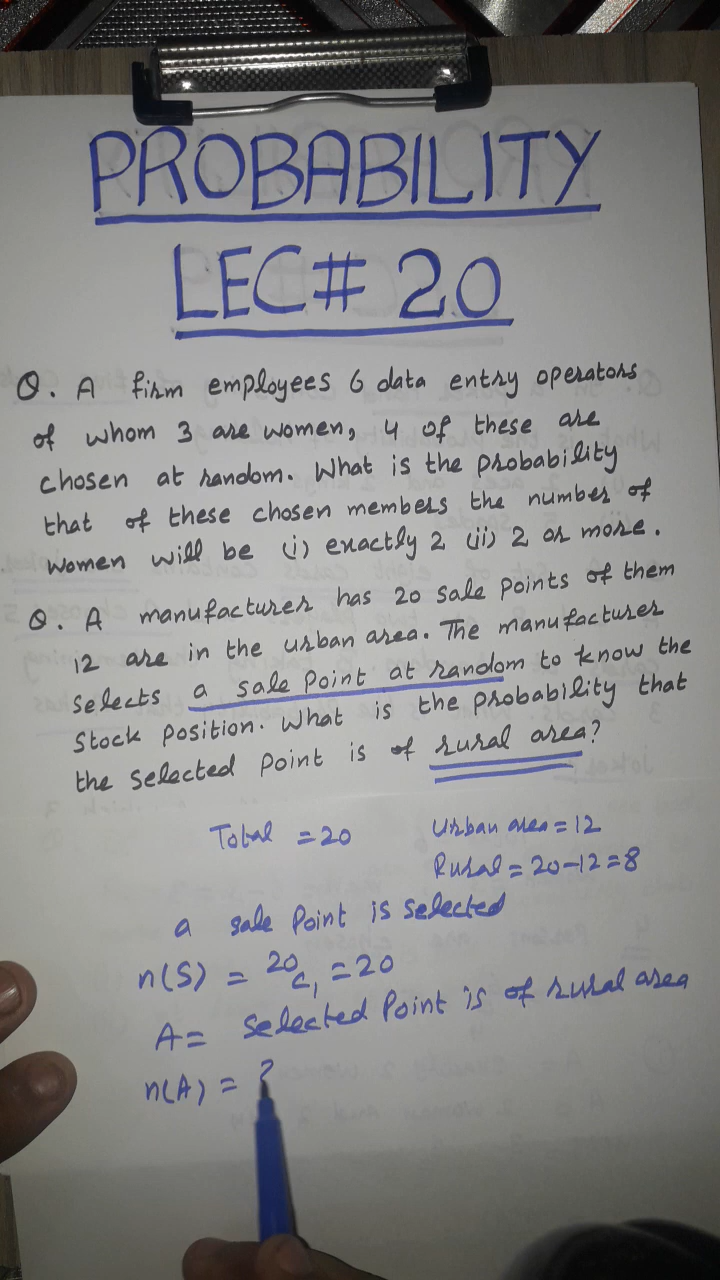 PROBABILITY
LEC# 20
Q. A firm employees 6 data entry operators
of whom 3 are women, 4 of these are
chosen at random. What is the probability
that of these chosen members the number of
women will be (i) exactly 2 (ii) 2 or more.
Q. A manufacturer has 20 sale points of them
12 are in the urban area. The manufacturer
selects a sale point at random to know the
stock position. What is the probability that
the selected point is of rural area?
Total = 20 Urban area = 12
Rural = 20-12 = 8
a sale point is selected
n(S) = 20C1 = 20
A = selected point is of rural area
n(A) =